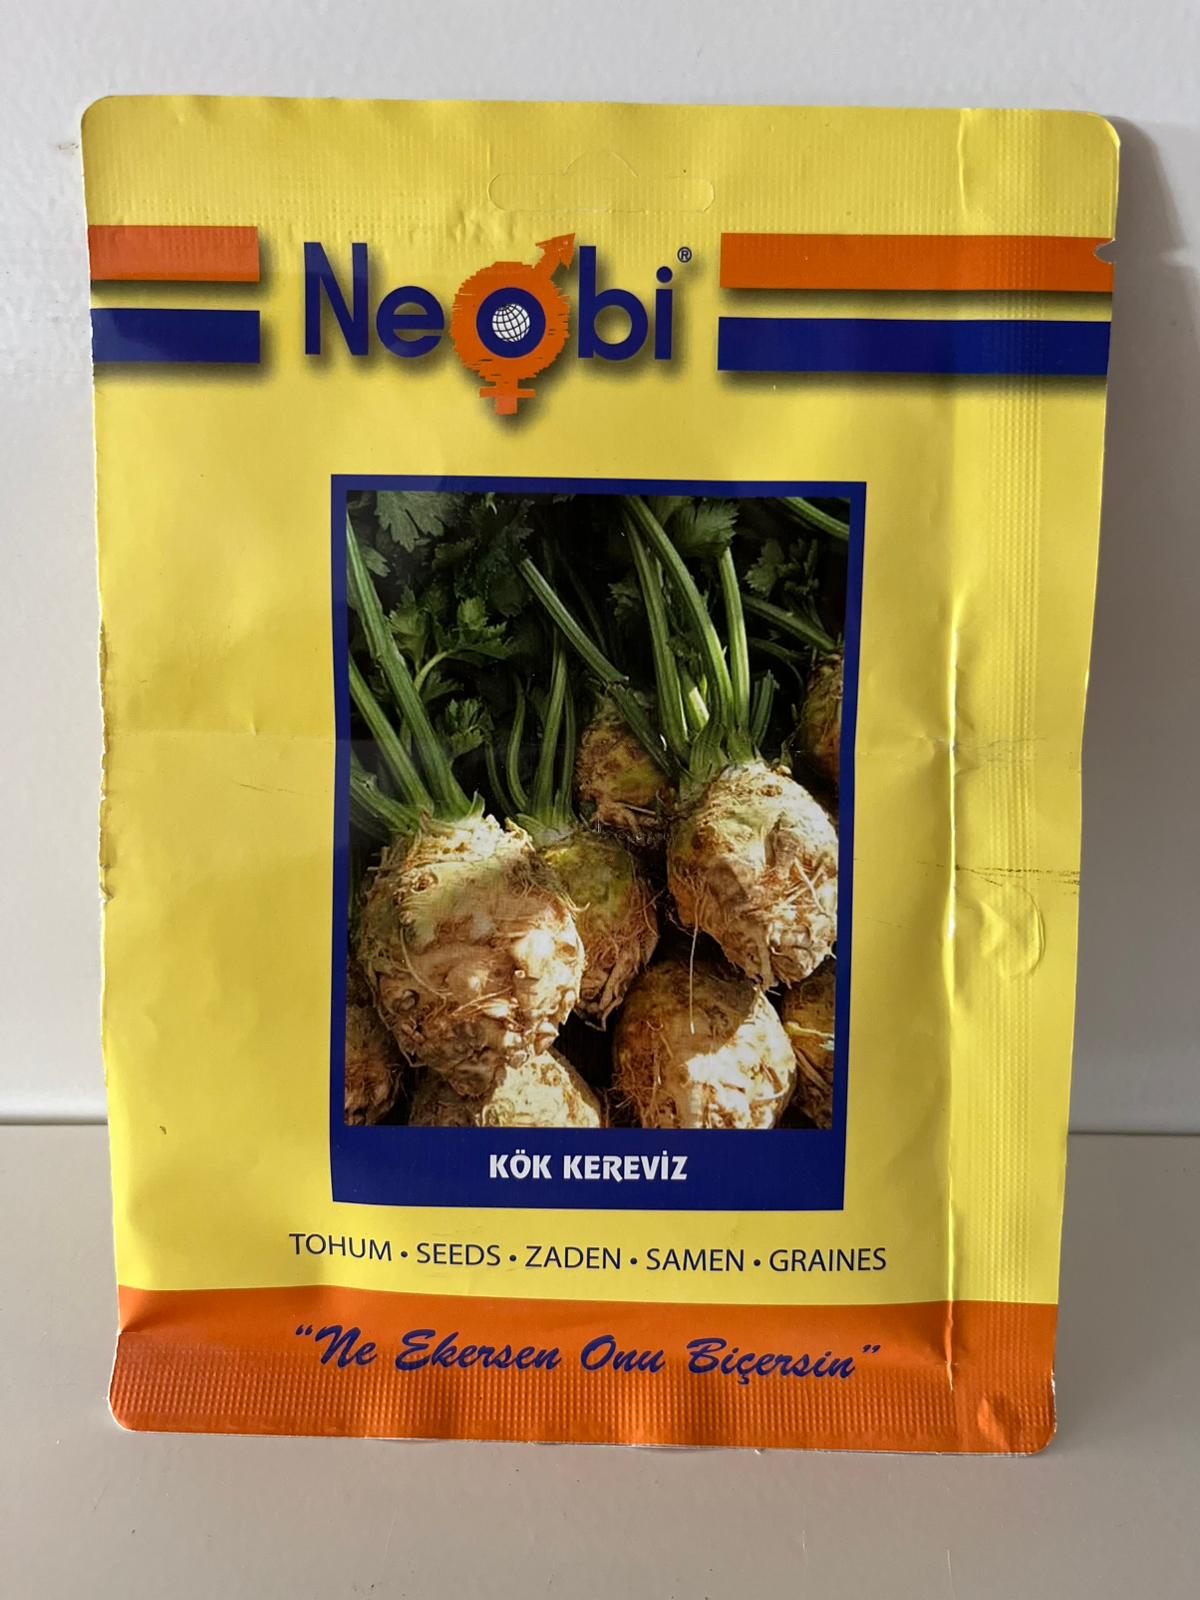 Neobi®
KÖK KEREVİZ
TOHUM • SEEDS • ZADEN • SAMEN • GRAINES
“Ne Ekersen Onu Biçersin”